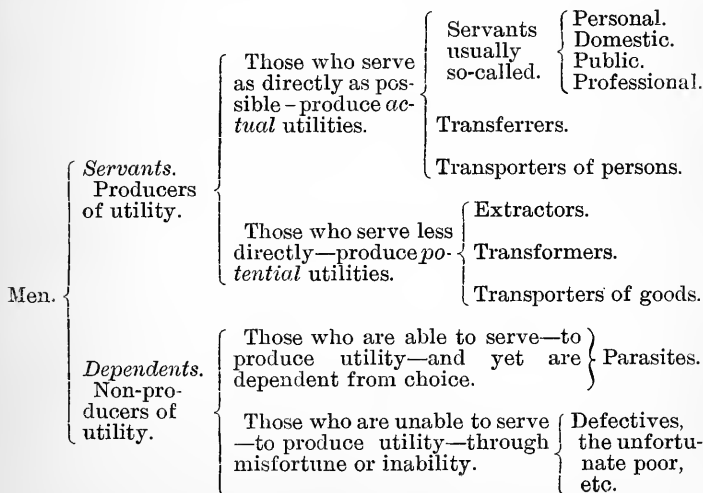 Men.
Servants.
Producers
of utility.
Those who serve
as directly as pos-
sible–produce ac-
tual utilities.
Servants
usually
so-called.
Personal.
Domestic.
Public.
Professional.
Transferrers.
Transporters of persons.
Those who serve less
directly—produce po-
tential utilities.
Extractors.
Transformers.
Transporters of goods.
Dependents.
Non-pro-
ducers of
utility.
Those who are able to serve—to
produce utility—and yet are
dependent from choice.
Parasites.
Those who are unable to serve
—to produce utility—through
misfortune or inability.
Defectives,
the unfortu-
nate poor,
etc.